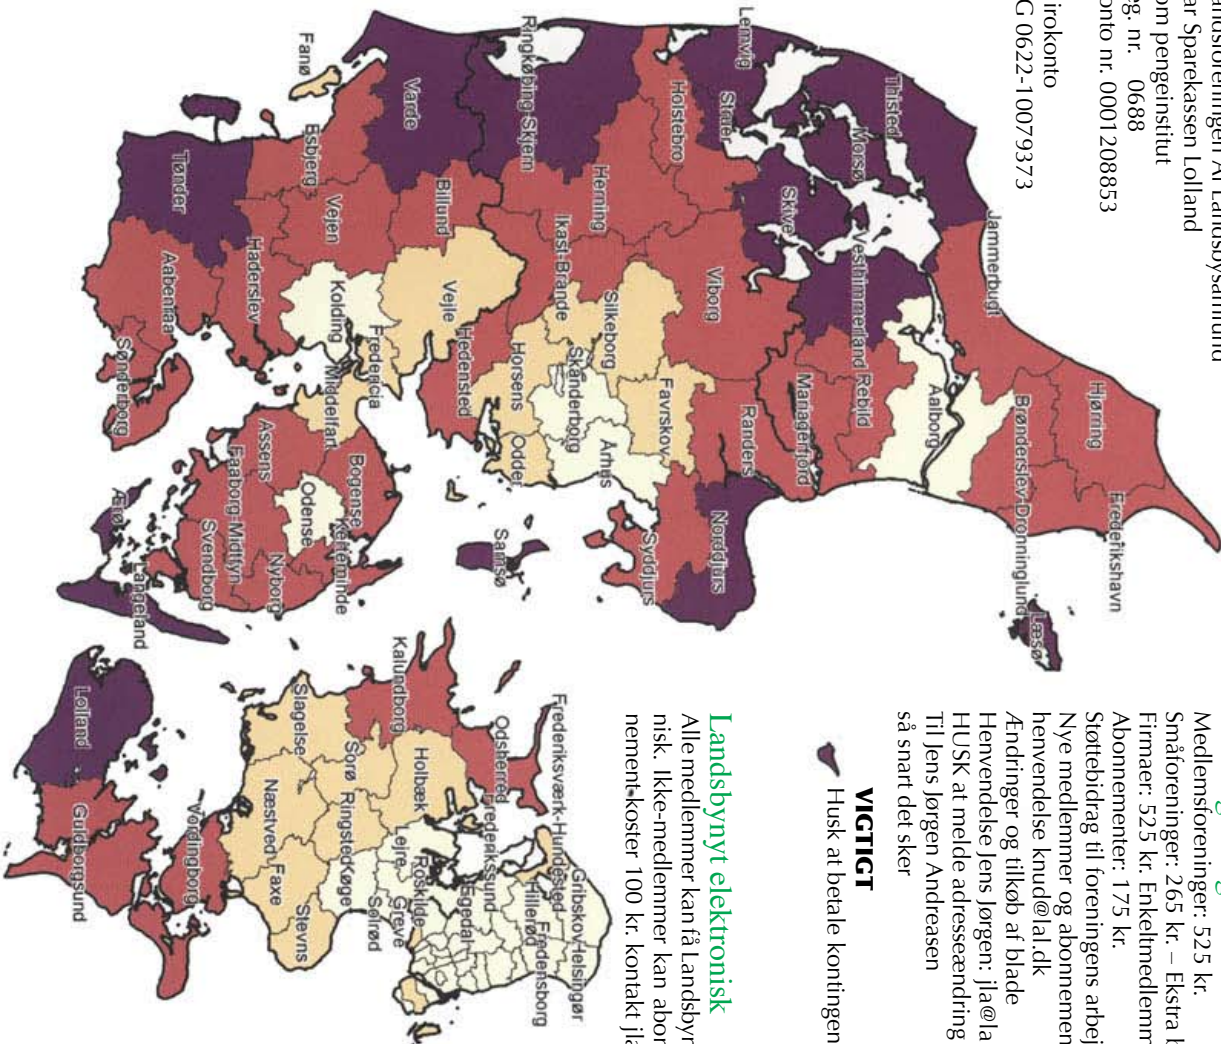 andsforeningen Af Landsbysamfund
ar Sparekassen Lolland
om pengeinstitut
eg. nr. 0688
onto nr. 0001208853
irokonto
G 0622-10079373
Medlemsforeninger: 525 kr.
Småforeninger: 265 kr. – Ekstra
Firmaer: 525 kr. Enkeltmedlemm
Abonnementer: 175 kr.
Støttebidrag til foreningens arbej
Nye medlemmer og abonnemen
henvendelse knud@lal.dk
Ændringer og tilkøb af blade
Henvendelse Jens Jørgen: jla@la
HUSK at melde adresseændring
Til Jens Jørgen Andreasen
så snart det sker
VIGTIGT
Husk at betale kontingen
Landsbynyt elektronisk
Alle medlemmer kan få Landsbyn
nisk. Ikke-medlemmer kan abon
nement koster 100 kr. kontakt jla
Hjørring
Frederikshavn
Brønderslev-Dronninglund
Læsø
Jammerbugt
Aalborg
Thisted
Morsø
Vesthimmerland
Rebild
Mariagerfjord
Skive
Lemvig
Struer
Holstebro
Viborg
Randers
Norddjurs
Syddjurs
Favrskov
Silkeborg
Århus
Skanderborg
Herning
Ikast-Brande
Ringkøbing-Skjern
Horsens
Odder
Samsø
Hedensted
Vejle
Billund
Varde
Fredericia
Kolding
Vejen
Esbjerg
Fanø
Middelfart
Haderslev
Tønder
Aabenraa
Sønderborg
Bogense
Kerteminde
Odense
Assens
Nyborg
Faaborg-Midtfyn
Svendborg
Langeland
Ærø
Gribskov
Helsingør
Frederiksværk-Hundested
Fredensborg
Hillerød
Odsherred
Frederikssund
Egedal
Kalundborg
Holbæk
Roskilde
Lejre
Greve
Solrød
Sorø
Ringsted
Køge
Slagelse
Stevns
Næstved
Faxe
Vordingborg
Lolland
Guldborgsund